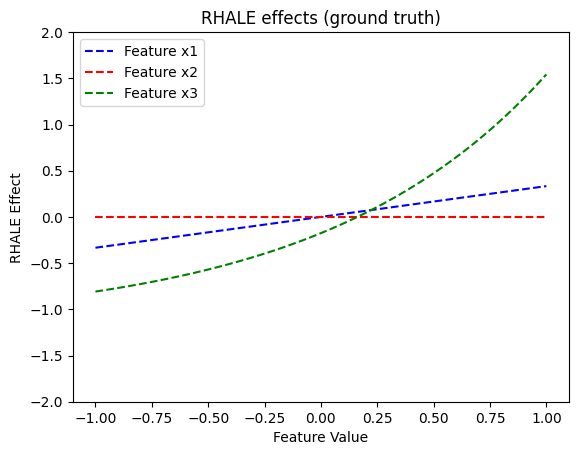 RHALE effects (ground truth)
Feature x1
Feature x2
Feature x3
2.0
1.5
1.0
0.5
0.0
−0.5
−1.0
−1.5
−2.0
RHALE Effect
−1.00 −0.75 −0.50 −0.25 0.00 0.25 0.50 0.75 1.00
Feature Value